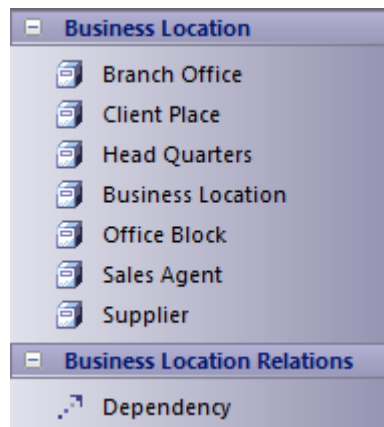 Business Location
Branch Office
Client Place
Head Quarters
Business Location
Office Block
Sales Agent
Supplier
Business Location Relations
Dependency